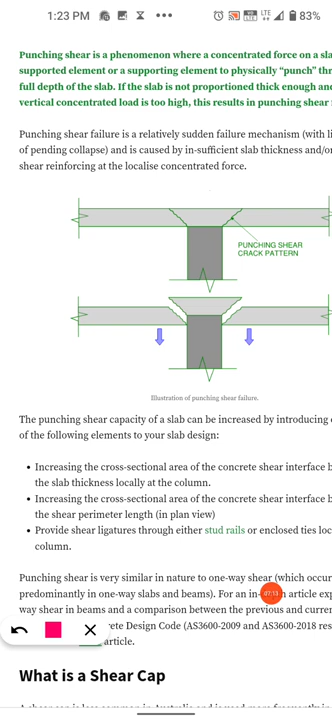 1:23 PM
LTE
83%
Punching shear is a phenomenon where a concentrated force on a sla
supported element or a supporting element to physically “punch” thr
full depth of the slab. If the slab is not proportioned thick enough and
vertical concentrated load is too high, this results in punching shear
Punching shear failure is a relatively sudden failure mechanism (with li
of pending collapse) and is caused by in-sufficient slab thickness and/or
shear reinforcing at the localise concentrated force.
PUNCHING SHEAR
CRACK PATTERN
Illustration of punching shear failure.
The punching shear capacity of a slab can be increased by introducing
of the following elements to your slab design:
• Increasing the cross-sectional area of the concrete shear interface b
the slab thickness locally at the column.
• Increasing the cross-sectional area of the concrete shear interface b
the shear perimeter length (in plan view)
• Provide shear ligatures through either stud rails or enclosed ties loc
column.
Punching shear is very similar in nature to one-way shear (which occur
predominantly in one-way slabs and beams). For an in- article exp
07:13
way shear in beams and a comparison between the previous and curren
rete Design Code (AS3600-2009 and AS3600-2018 res
article.
What is a Shear Cap